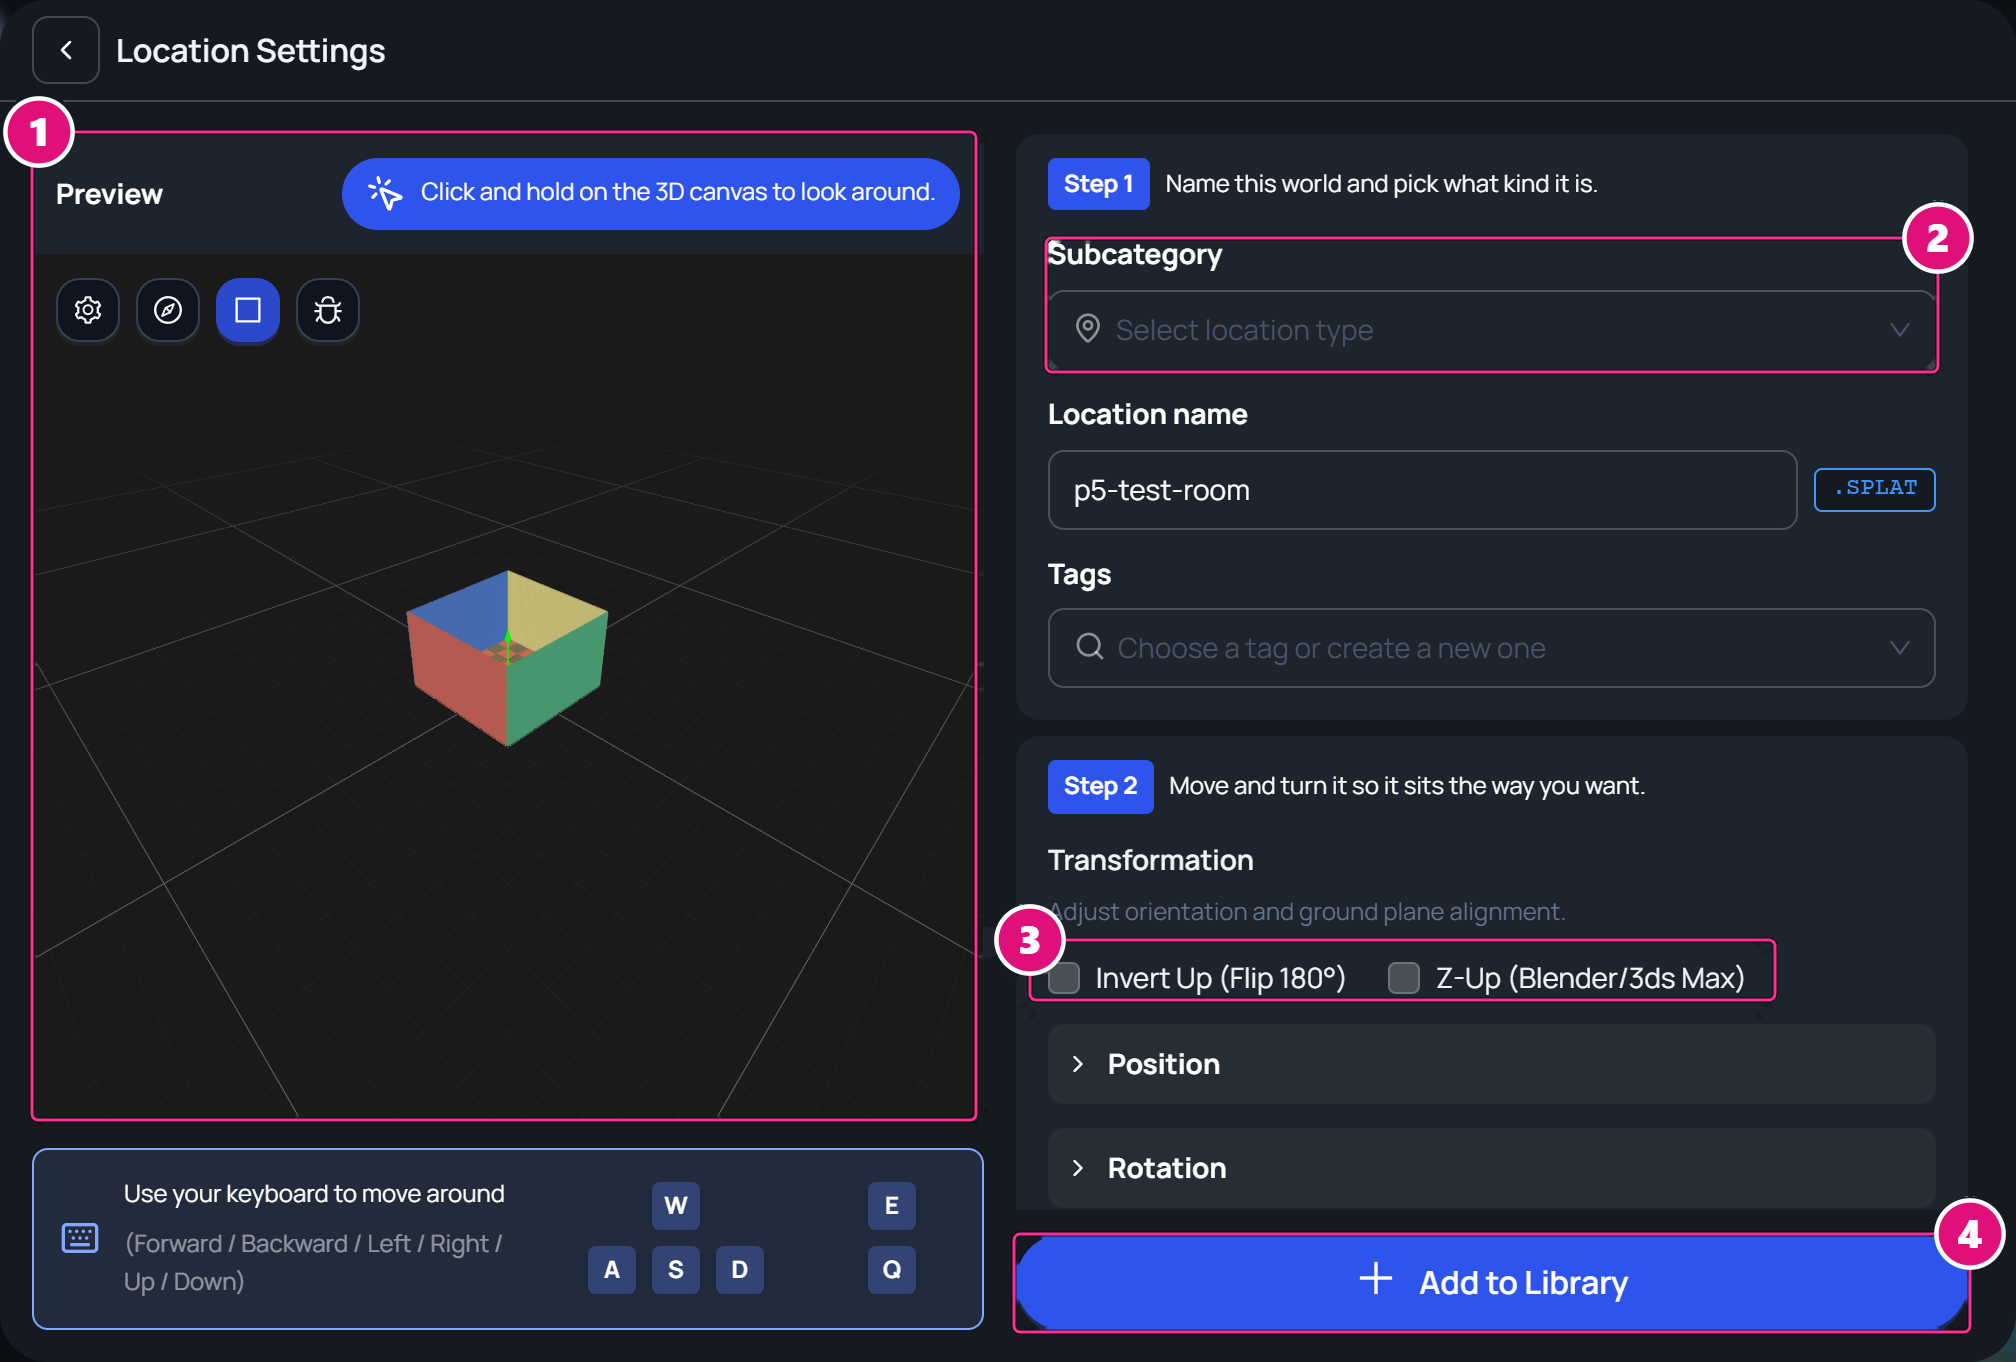 Location Settings
1
Preview
Click and hold on the 3D canvas to look around.
Use your keyboard to move around
(Forward / Backward / Left / Right /
Up / Down)
W
E
A
S
D
Q
Step 1
Name this world and pick what kind it is.
2
Subcategory
Select location type
Location name
p5-test-room
.SPLAT
Tags
Choose a tag or create a new one
Step 2
Move and turn it so it sits the way you want.
Transformation
Adjust orientation and ground plane alignment.
3
Invert Up (Flip 180°)
Z-Up (Blender/3ds Max)
Position
Rotation
4
Add to Library